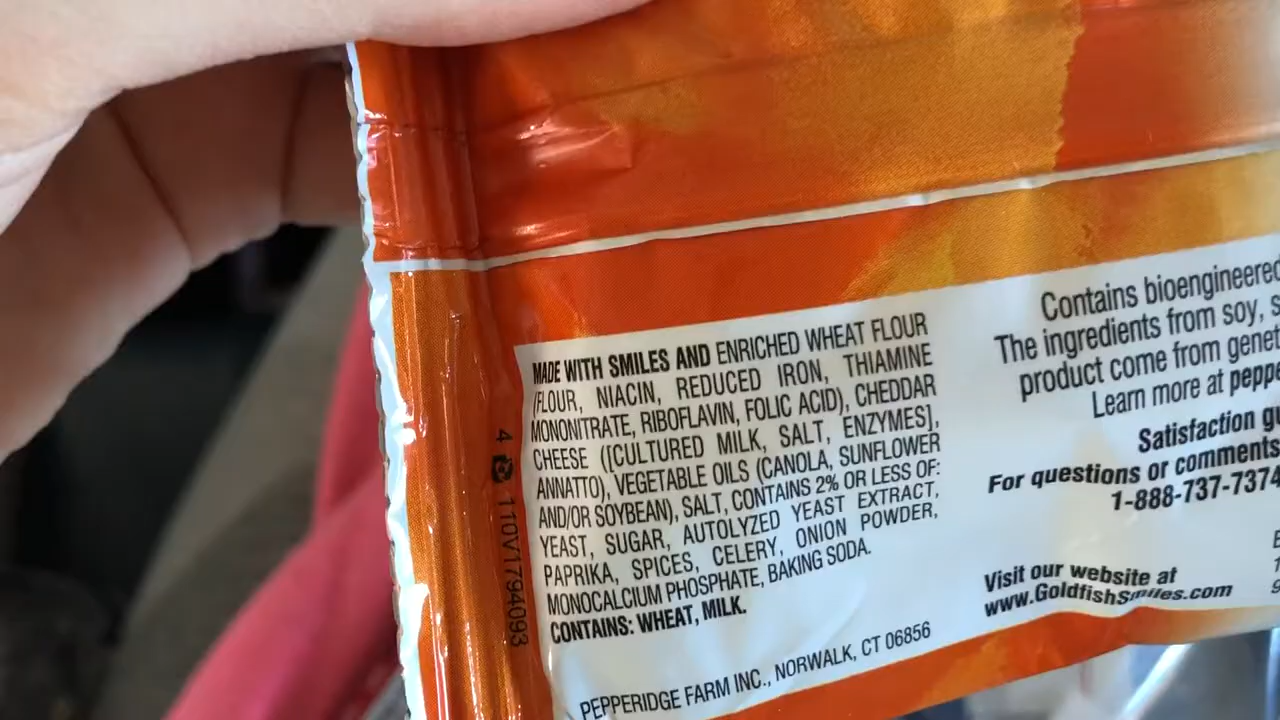 MADE WITH SMILES AND ENRICHED WHEAT FLOUR
(FLOUR, NIACIN, REDUCED IRON, THIAMINE
MONONITRATE, RIBOFLAVIN, FOLIC ACID), CHEDDAR
CHEESE ([CULTURED MILK, SALT, ENZYMES],
ANNATTO), VEGETABLE OILS (CANOLA, SUNFLOWER
AND/OR SOYBEAN), SALT, CONTAINS 2% OR LESS OF:
YEAST, SUGAR, AUTOLYZED YEAST EXTRACT,
PAPRIKA, SPICES, CELERY, ONION POWDER,
MONOCALCIUM PHOSPHATE, BAKING SODA.
CONTAINS: WHEAT, MILK.
PEPPERIDGE FARM INC., NORWALK, CT 06856
4 110V1794093
Contains bioengineered
The ingredients from soy,
product come from
Learn more at
Satisfaction
For questions or comments
1-888-737-7374
Visit our website at
www.GoldfishSmiles.com